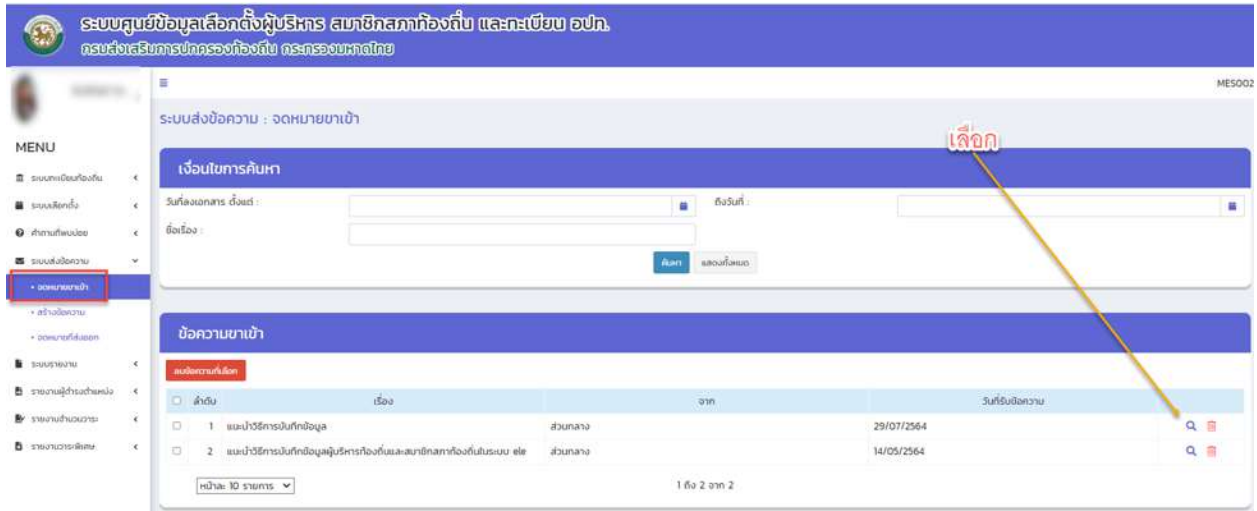 ระบบศูนย์ข้อมูลเลือกตั้งผู้บริหาร สมาชิกสภาท้องถิ่น และทะเบียน อปท.
กรมส่งเสริมการปกครองท้องถิ่น กระทรวงมหาดไทย
MES002
ระบบส่งข้อความ : จดหมายขาเข้า
เลือก
MENU
ระบบทะเบียนท้องถิ่น
ระบบเลือกตั้ง
คำถามที่พบบ่อย
ระบบส่งข้อความ
• จดหมายขาเข้า
• สร้างข้อความ
• จดหมายที่ส่งออก
ระบบรายงาน
รายงานผู้ดำรงตำแหน่ง
รายงานจำนวนวาระ
รายงานวาระพิเศษ
เงื่อนไขการค้นหา
วันที่ลงเอกสาร ตั้งแต่ :
ถึงวันที่ :
ชื่อเรื่อง :
ค้นหา แสดงทั้งหมด
ข้อความขาเข้า
ลบข้อความที่เลือก
ลำดับ เรื่อง จาก วันที่รับข้อความ
1 แนะนำวิธีการบันทึกข้อมูล ส่วนกลาง 29/07/2564
2 แนะนำวิธีการบันทึกข้อมูลผู้บริหารท้องถิ่นและสมาชิกสภาท้องถิ่นในระบบ ele ส่วนกลาง 14/05/2564
หน้าละ 10 รายการ 1 ถึง 2 จาก 2